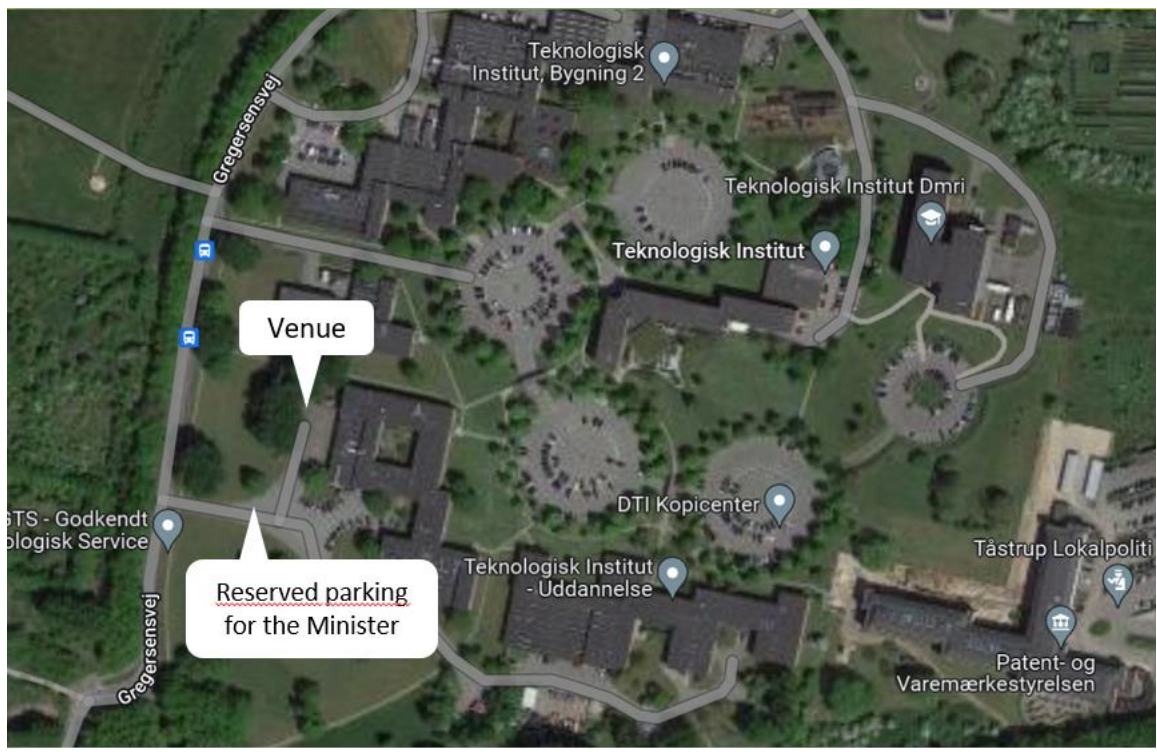 Teknologisk
Institut, Bygning 2
Gregersensvej
Teknologisk Institut Dmri
Teknologisk Institut
Venue
DTI Kopicenter
GTS - Godkendt
ologisk Service
Tåstrup Lokalpoliti
Teknologisk Institut
- Uddannelse
Reserved parking
for the Minister
Patent- og
Varemærkestyrelsen
Gregersensvej